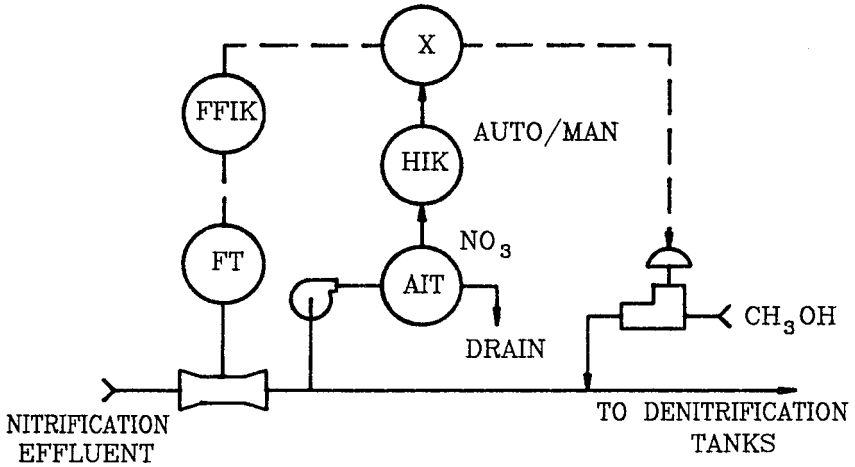 X
FFIK
AUTO/MAN
HIK
NO₃
FT
AIT
CH₃OH
DRAIN
NITRIFICATION
EFFLUENT
TO DENITRIFICATION
TANKS